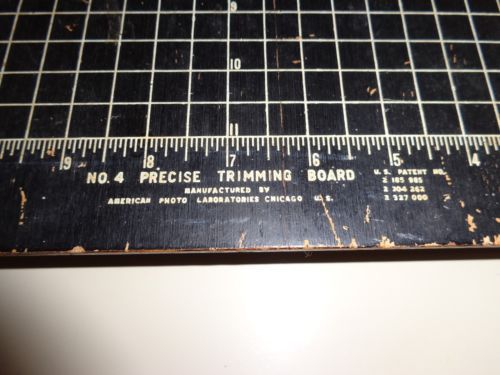 9
10
11
9 8 7 6 5 4
NO. 4 PRECISE TRIMMING BOARD
MANUFACTURED BY
AMERICAN PHOTO LABORATORIES CHICAGO U. S.
U. S. PATENT NO.
2 185 985
2 204 262
2 327 000